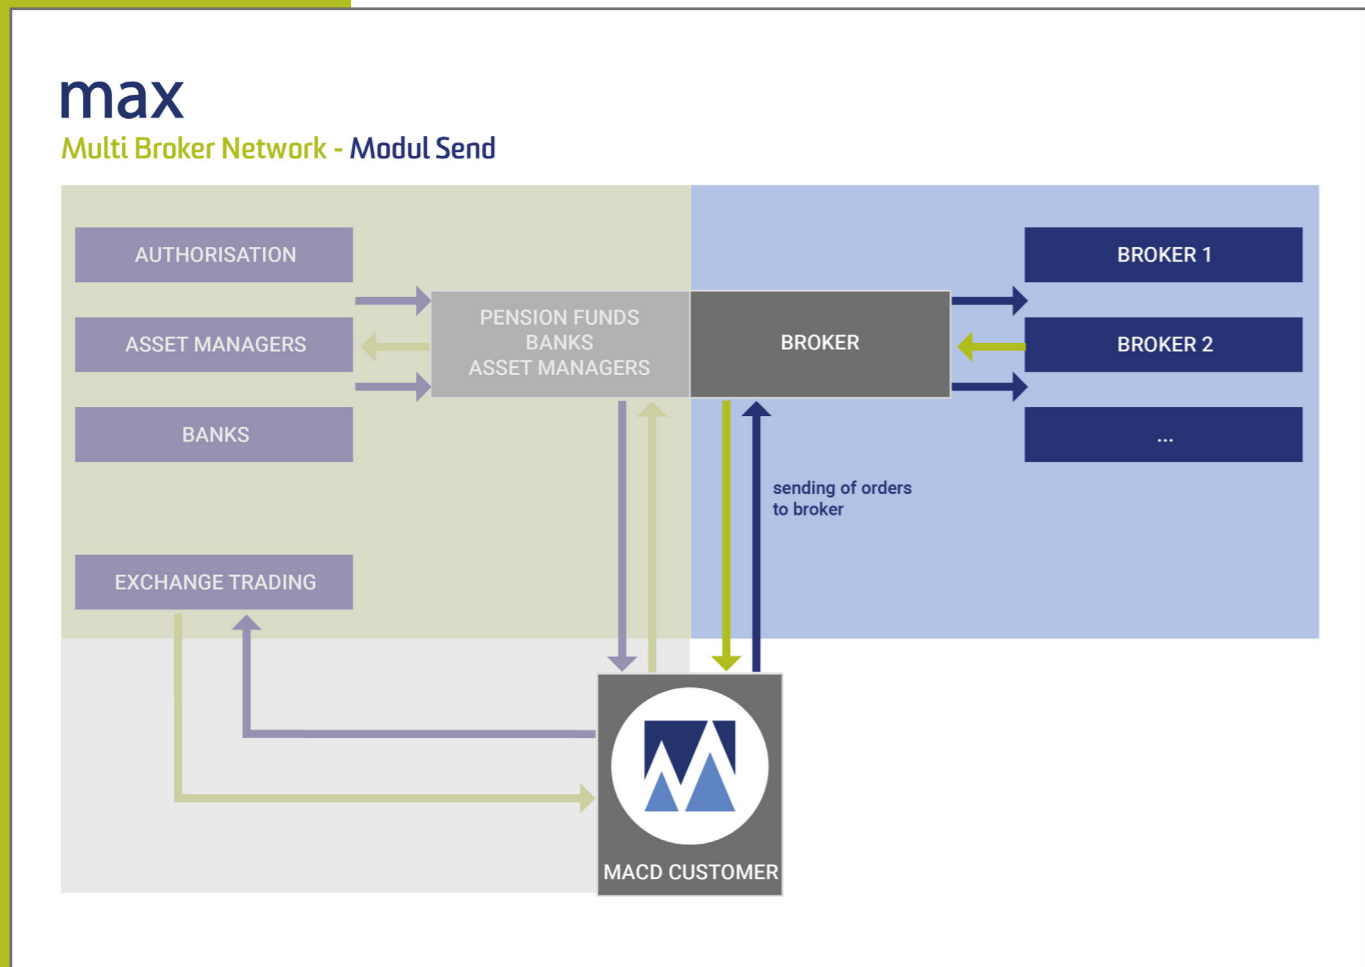 max
Multi Broker Network - Modul Send
AUTHORISATION
ASSET MANAGERS
BANKS
EXCHANGE TRADING
PENSION FUNDS
BANKS
ASSET MANAGERS
BROKER
BROKER 1
BROKER 2
...
sending of orders
to broker
MACD CUSTOMER